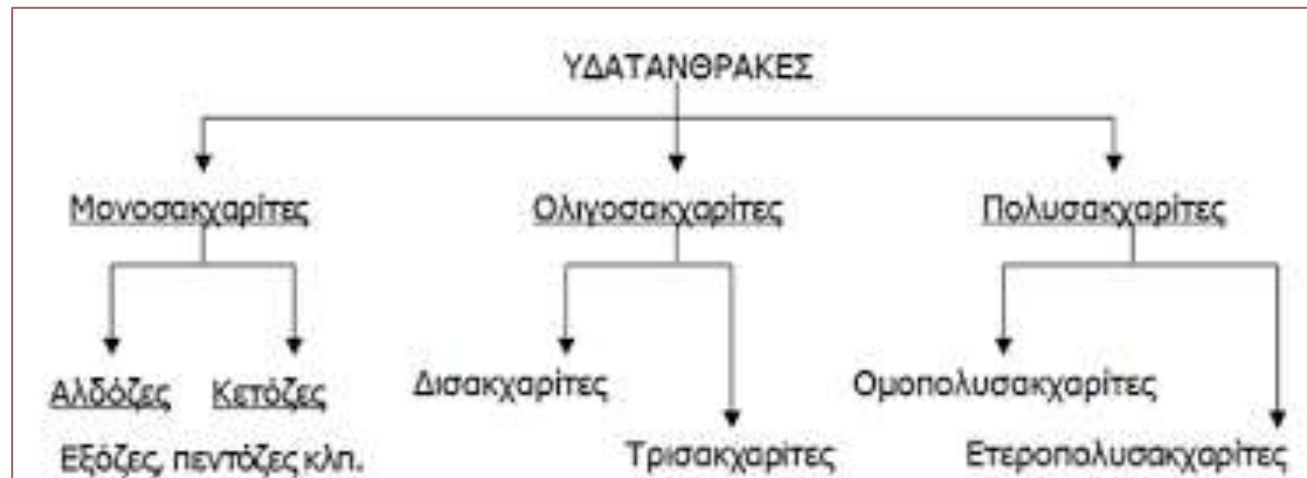 ΥΔΑΤΑΝΘΡΑΚΕΣ
Μονοσακχαρίτες Ολιγοσακχαρίτες Πολυσακχαρίτες
Αλδόζες Κετόζες Δισακχαρίτες Ομοπολυσακχαρίτες
Εξόζες, πεντόζες κλπ. Τρισακχαρίτες Ετεροπολυσακχαρίτες